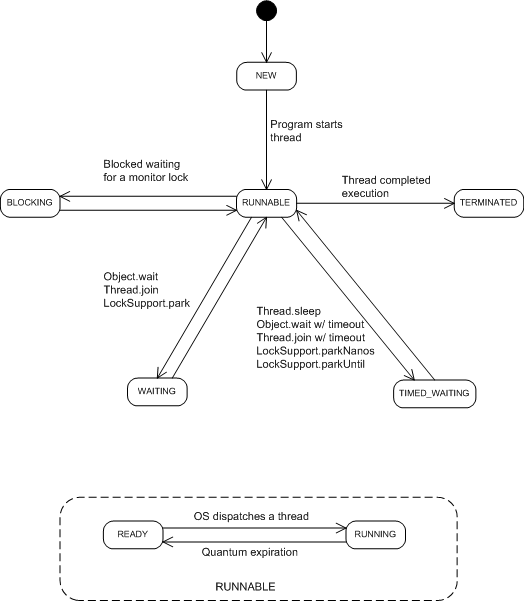 NEW
Program starts
thread
Blocked waiting
for a monitor lock
Thread completed
execution
BLOCKING
RUNNABLE
TERMINATED
Object.wait
Thread.join
LockSupport.park
Thread.sleep
Object.wait w/ timeout
Thread.join w/ timeout
LockSupport.parkNanos
LockSupport.parkUntil
WAITING
TIMED_WAITING
OS dispatches a thread
READY
RUNNING
Quantum expiration
RUNNABLE